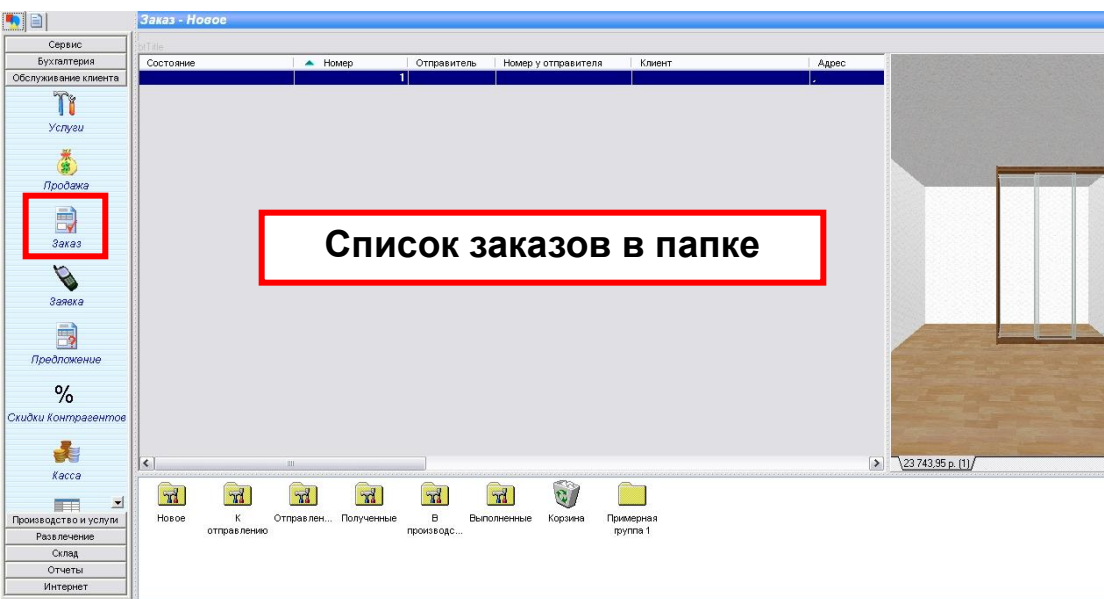 Заказ - Новое
Сервис
Бухгалтерия
Обслуживание клиента
Услуги
Продажа
Заказ
Заявка
Предложение
%
Скидки Контрагентов
Касса
Производство и услуги
Развлечение
Склад
Отчеты
Интернет
Состояние Номер Отправитель Номер у отправителя Клиент Адрес
1 .
Список заказов в папке
23 743,95 р. (1)
Новое
К
отправлению
Отправлен...
Полученные
В
производс...
Выполненные
Корзина
Примерная
группа 1